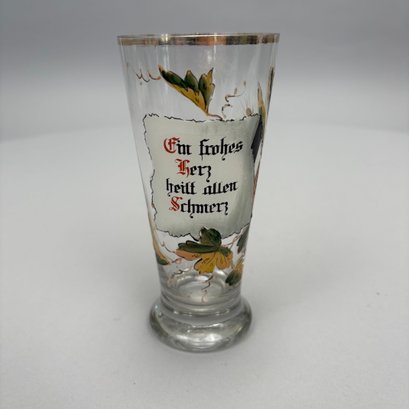 Ein frohes
Herz
heilt allen
Schmerz